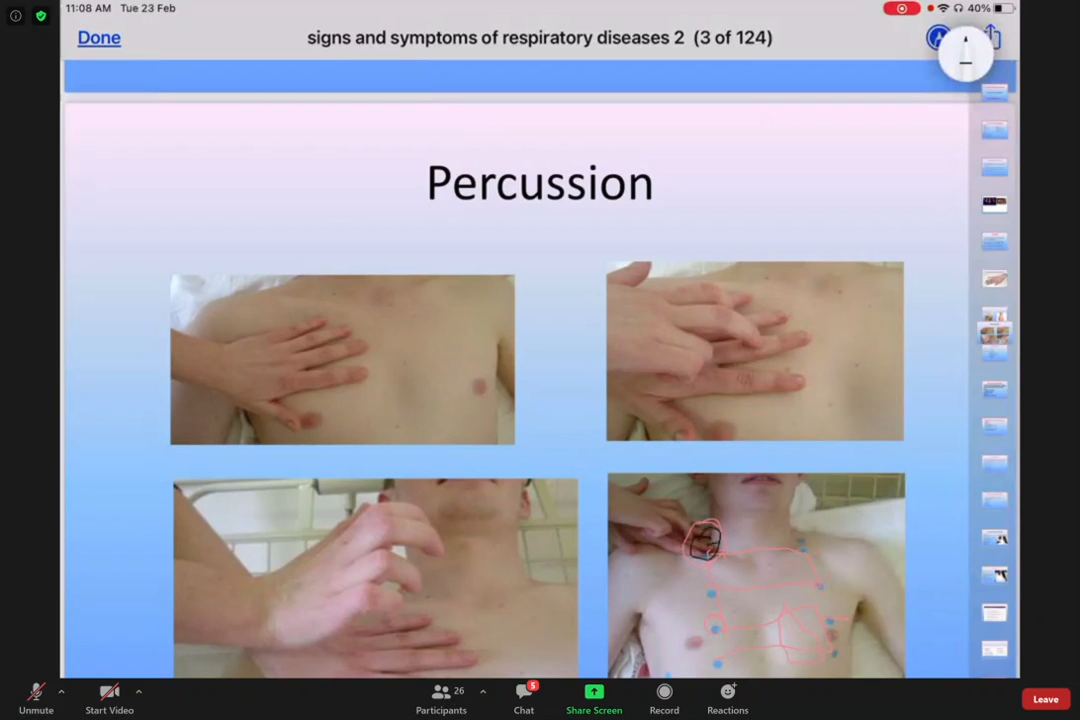 11:08 AM Tue 23 Feb
40%
Done
signs and symptoms of respiratory diseases 2 (3 of 124)
Percussion
26
5
Unmute
Start Video
Participants
Chat
Share Screen
Record
Reactions
Leave